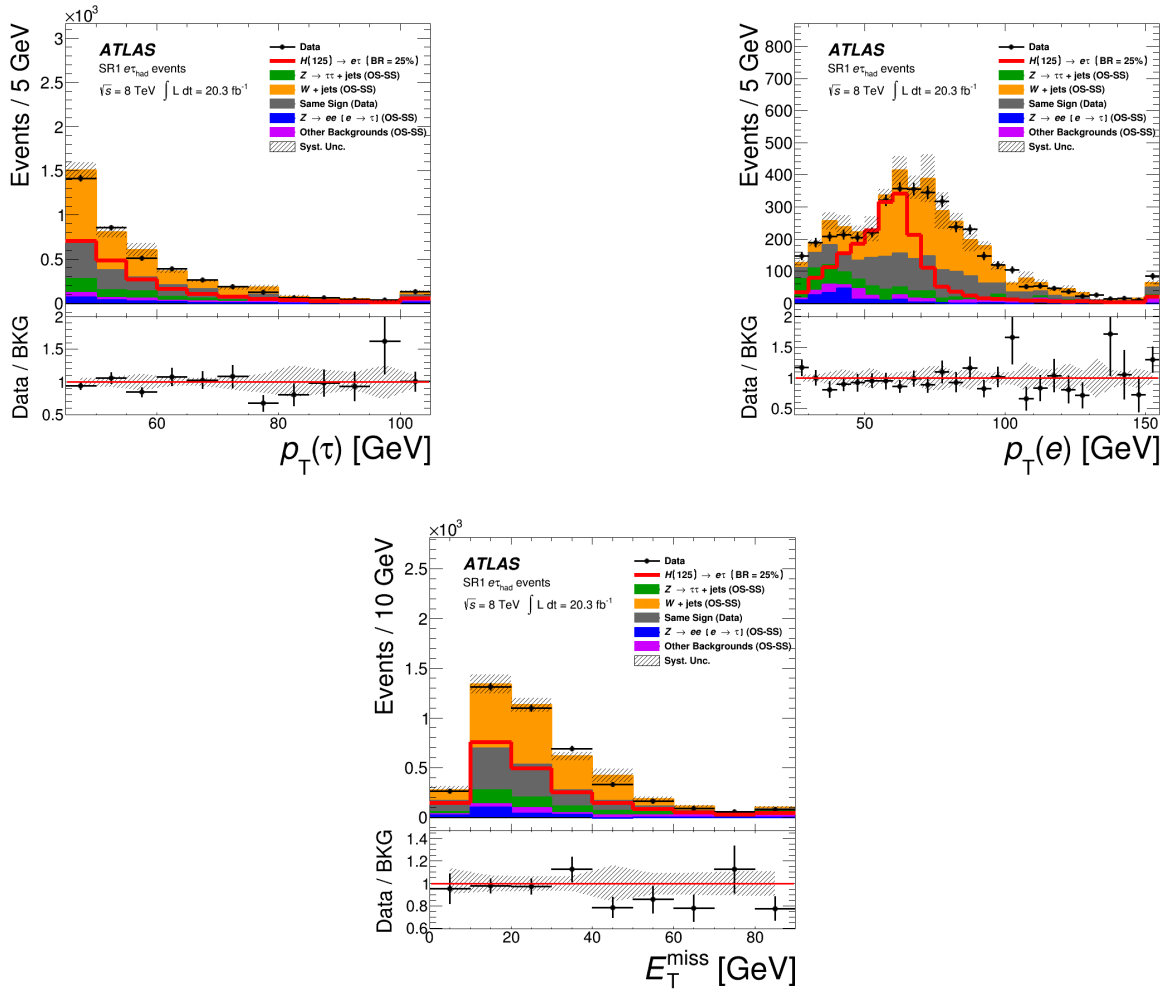 ×10³
Events / 5 GeV
3
2.5
2
1.5
1
0.5
0
ATLAS
SR1 eτhad events
√s = 8 TeV ∫ L dt = 20.3 fb⁻¹
Data
H(125) → eτ (BR = 25%)
Z → ττ + jets (OS-SS)
W + jets (OS-SS)
Same Sign (Data)
Z → ee [e → τ] (OS-SS)
Other Backgrounds (OS-SS)
Syst. Unc.
Data / BKG
2
1.5
1
0.5
60 80 100
pT(τ) [GeV]
Events / 5 GeV
800
700
600
500
400
300
200
100
0
ATLAS
SR1 eτhad events
√s = 8 TeV ∫ L dt = 20.3 fb⁻¹
Data
H(125) → eτ (BR = 25%)
Z → ττ + jets (OS-SS)
W + jets (OS-SS)
Same Sign (Data)
Z → ee [e → τ] (OS-SS)
Other Backgrounds (OS-SS)
Syst. Unc.
Data / BKG
2
1.5
1
0.5
50 100 150
pT(e) [GeV]
×10³
Events / 10 GeV
2.5
2
1.5
1
0.5
0
ATLAS
SR1 eτhad events
√s = 8 TeV ∫ L dt = 20.3 fb⁻¹
Data
H(125) → eτ (BR = 25%)
Z → ττ + jets (OS-SS)
W + jets (OS-SS)
Same Sign (Data)
Z → ee [e → τ] (OS-SS)
Other Backgrounds (OS-SS)
Syst. Unc.
Data / BKG
1.4
1.2
1
0.8
0.6
0 20 40 60 80
ETmiss [GeV]